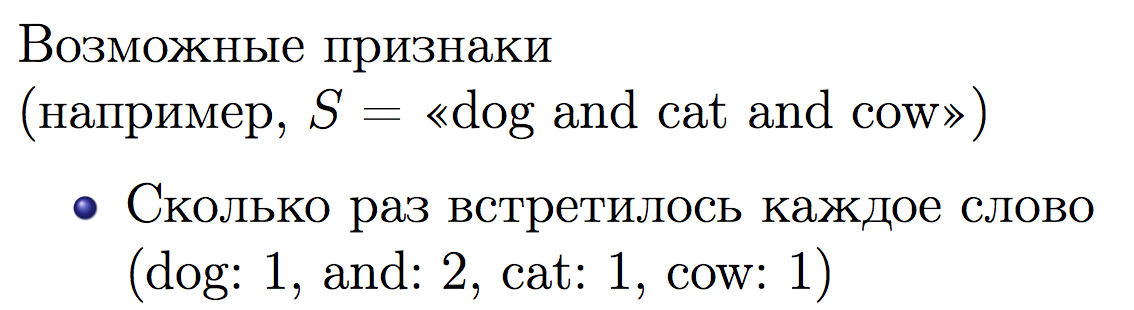 Возможные признаки
(например, S = «dog and cat and cow»)
Сколько раз встретилось каждое слово
(dog: 1, and: 2, cat: 1, cow: 1)